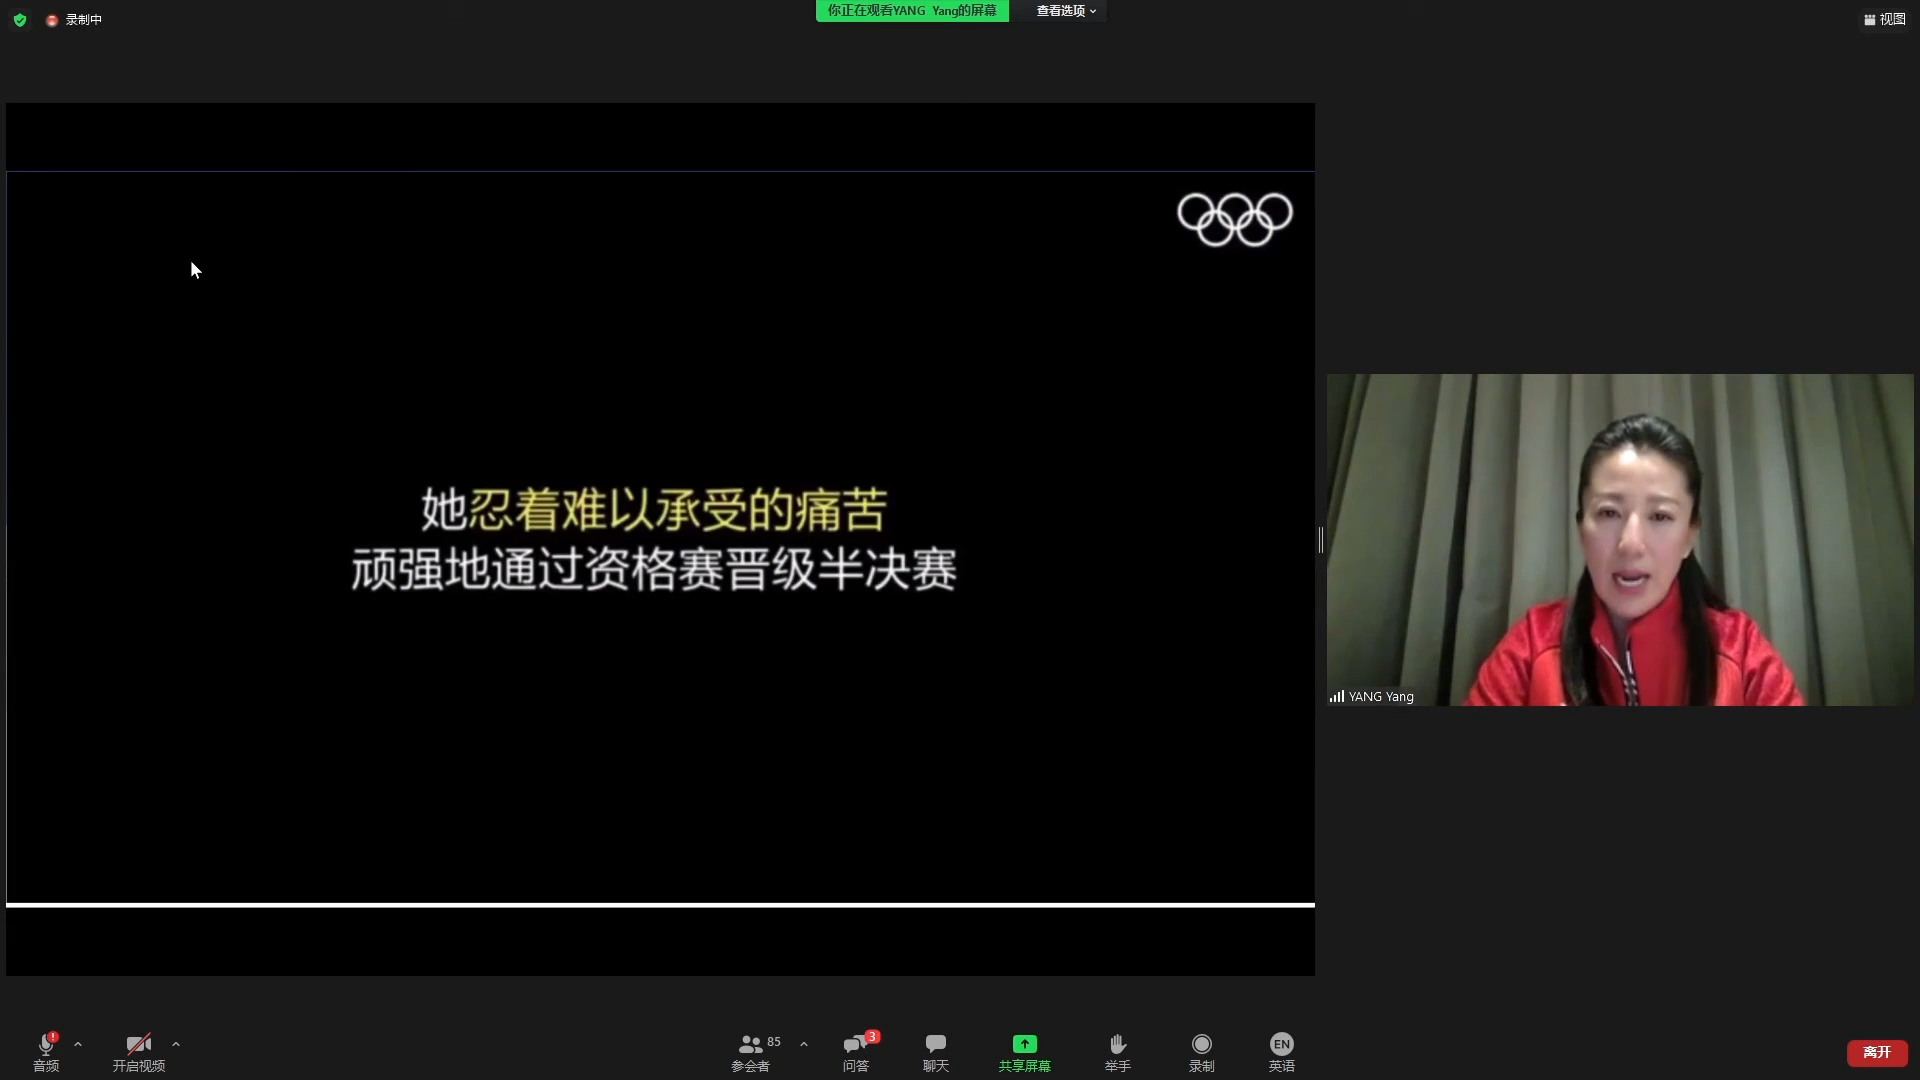 录制中
你正在观看YANG Yang的屏幕
查看选项
视图
她忍着难以承受的痛苦
顽强地通过资格赛晋级半决赛
YANG Yang
音频
开启视频
85
参会者
3
问答
聊天
共享屏幕
举手
录制
EN
英语
离开